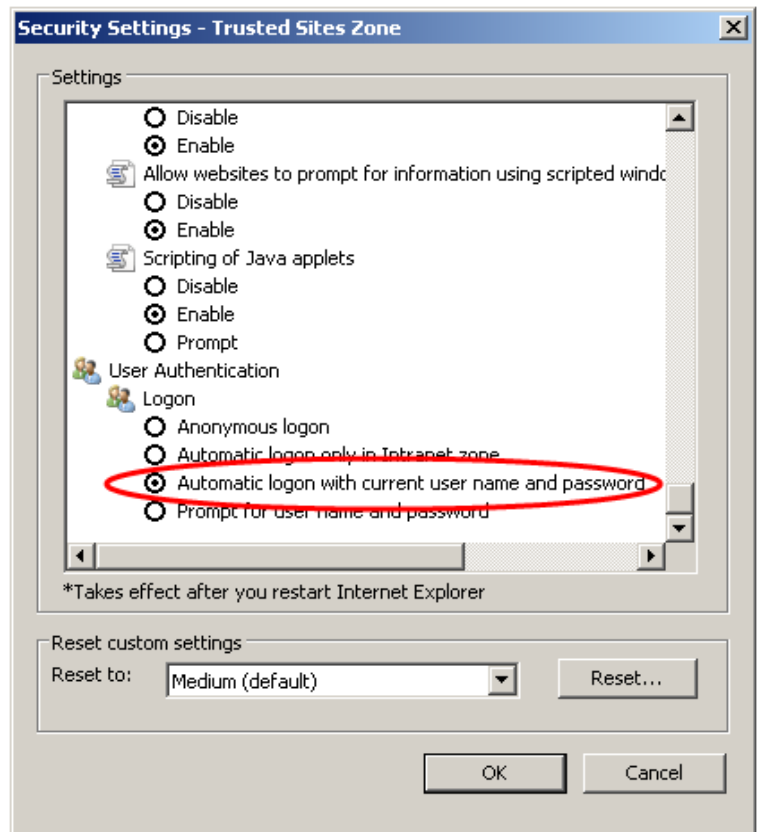 Security Settings - Trusted Sites Zone
Settings
Disable
Enable
Allow websites to prompt for information using scripted windo
Disable
Enable
Scripting of Java applets
Disable
Enable
Prompt
User Authentication
Logon
Anonymous logon
Automatic logon only in Intranet zone
Automatic logon with current user name and password
Prompt for user name and password
*Takes effect after you restart Internet Explorer
Reset custom settings
Reset to: Medium (default) Reset...
OK Cancel